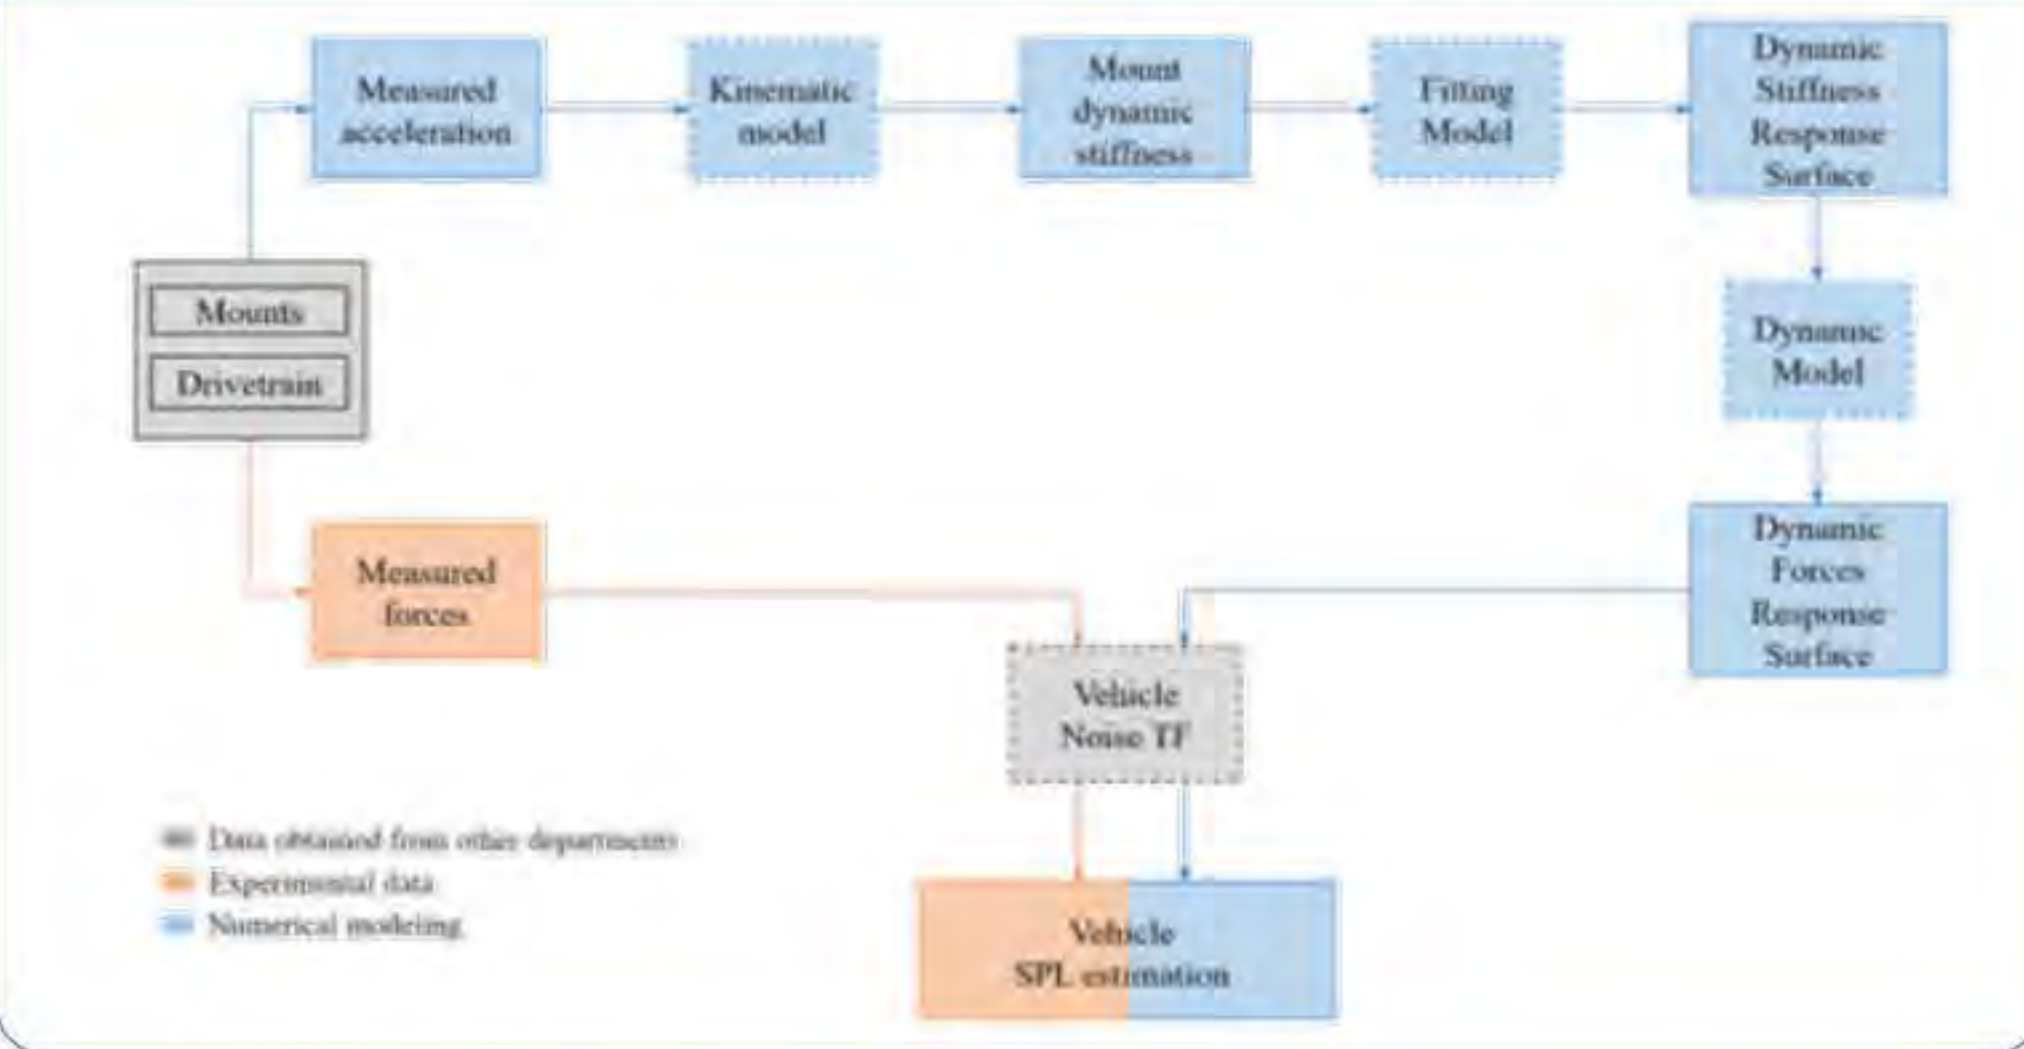 Measured
acceleration
Kinematic
model
Mount
dynamic
stiffness
Fitting
Model
Dynamic
Stiffness
Response
Surface
Mounts
Drivetrain
Dynamic
Model
Measured
forces
Dynamic
Forces
Response
Surface
Vehicle
Noise TF
Data obtained from other departments
Experimental data
Numerical modeling
Vehicle
SPL estimation